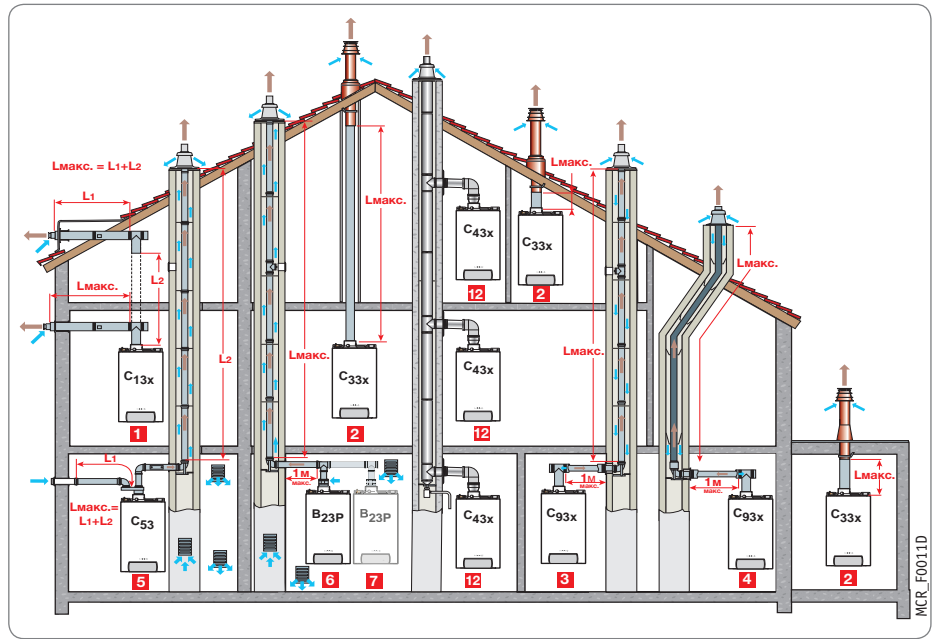 Lмакс. = L1+L2
L1
L2
Lмакс.
C13x
1
L1
Lмакс.=
L1+L2
C53
5
L2
Lмакс.
1м
макс.
B23P
6
B23P
7
Lмакс.
C33x
2
C43x
12
C43x
12
C43x
12
Lмакс.
C33x
2
Lмакс.
1м
макс.
C93x
3
Lмакс.
1м
макс.
C93x
4
Lмакс.
C33x
2
MCR_F0011D